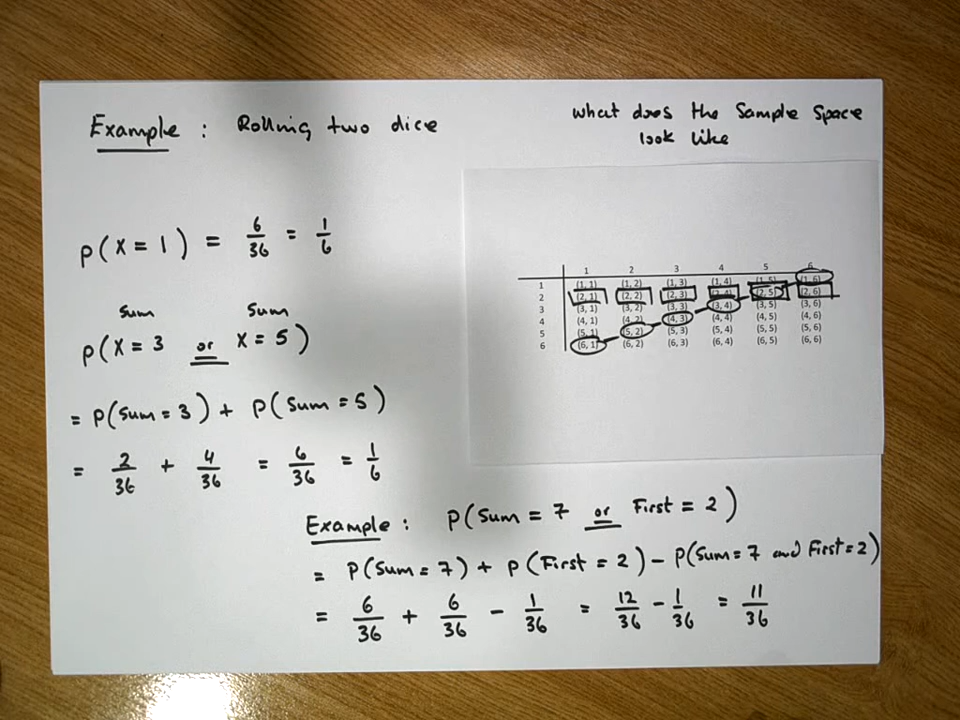 Example : Rolling two dice
what does the Sample Space
look like
P(X = 1) = 6/36 = 1/6
Sum Sum
P(X = 3 or X = 5)
= P(Sum = 3) + P(Sum = 5)
= 2/36 + 4/36 = 6/36 = 1/6
1 2 3 4 5 6
1 (1, 1) (1, 2) (1, 3) (1, 4) (1, 5) (1, 6)
2 (2, 1) (2, 2) (2, 3) (2, 4) (2, 5) (2, 6)
3 (3, 1) (3, 2) (3, 3) (3, 4) (3, 5) (3, 6)
4 (4, 1) (4, 2) (4, 3) (4, 4) (4, 5) (4, 6)
5 (5, 1) (5, 2) (5, 3) (5, 4) (5, 5) (5, 6)
6 (6, 1) (6, 2) (6, 3) (6, 4) (6, 5) (6, 6)
Example : P(Sum = 7 or First = 2)
= P(Sum = 7) + P(First = 2) - P(Sum = 7 and First = 2)
= 6/36 + 6/36 - 1/36 = 12/36 - 1/36 = 11/36